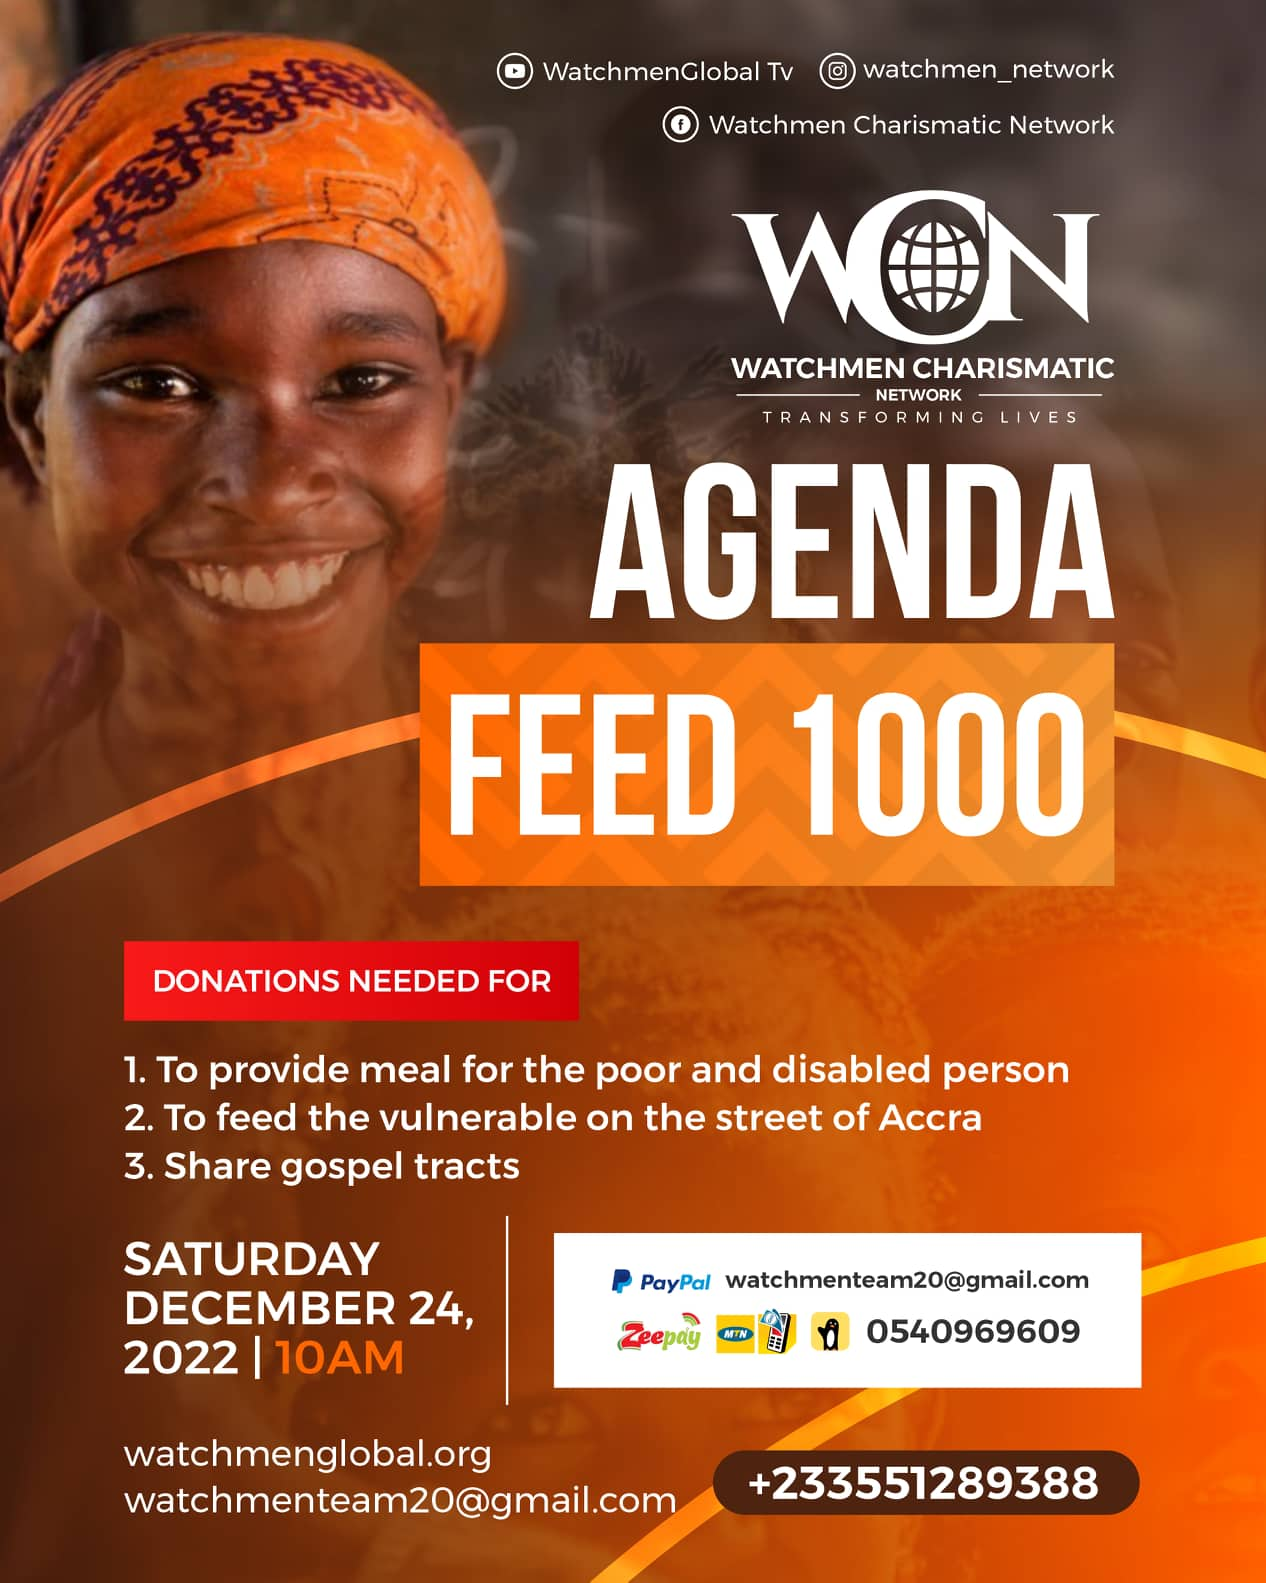 WatchmenGlobal Tv watchmen_network
Watchmen Charismatic Network
WCN
WATCHMEN CHARISMATIC
NETWORK
TRANSFORMING LIVES
AGENDA
FEED 1000
DONATIONS NEEDED FOR
1. To provide meal for the poor and disabled person
2. To feed the vulnerable on the street of Accra
3. Share gospel tracts
SATURDAY
DECEMBER 24,
2022 | 10AM
PayPal watchmenteam20@gmail.com
Zeepay MTN 0540969609
watchmenglobal.org
watchmenteam20@gmail.com
+233551289388